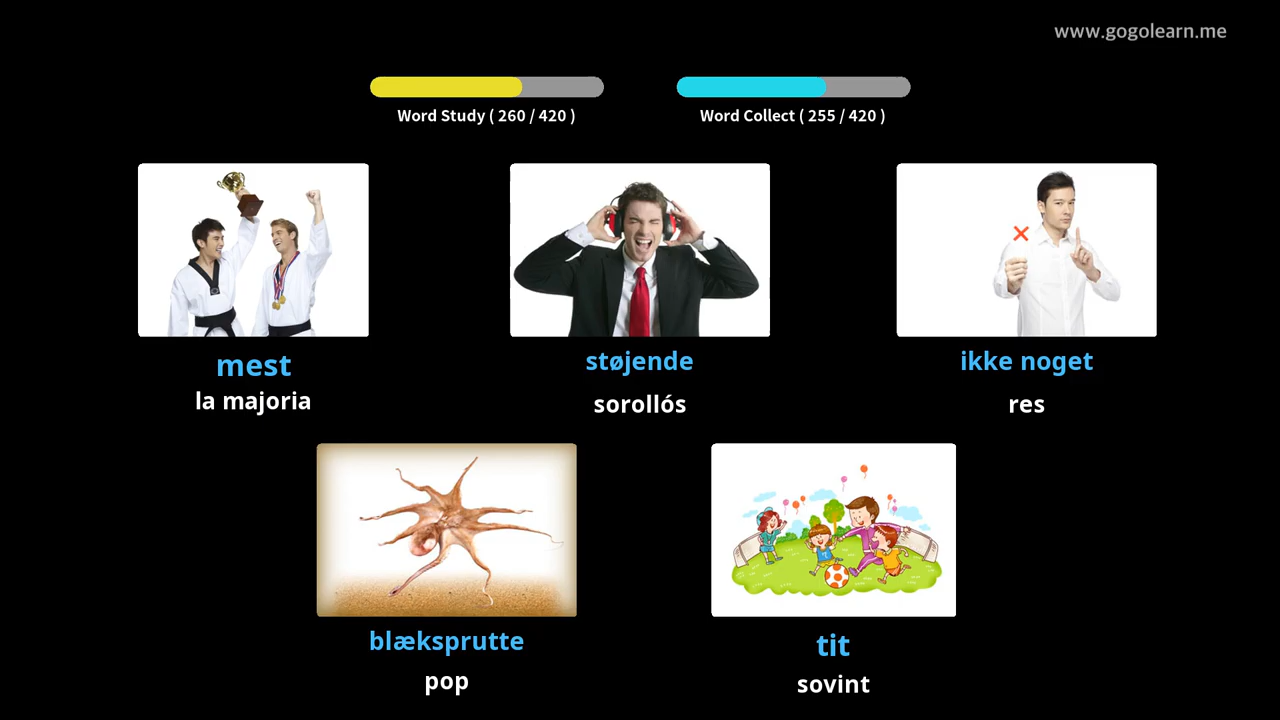 www.gogolearn.me
Word Study ( 260 / 420 )
Word Collect ( 255 / 420 )
mest
la majoria
støjende
sorollós
ikke noget
res
blæksprutte
pop
tit
sovint